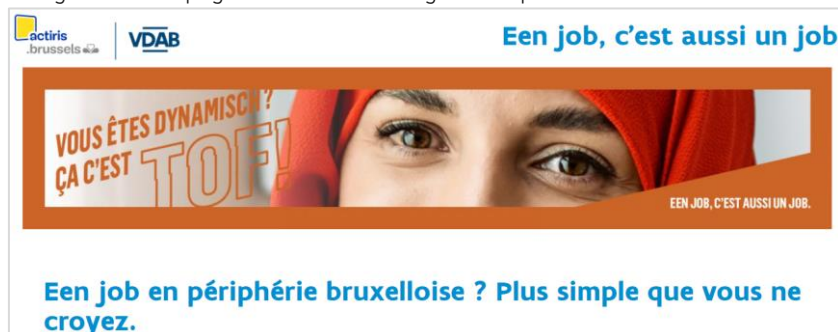 actiris
.brussels
VDAB
Een job, c'est aussi un job
VOUS ÊTES DYNAMISCH ?
ÇA C'EST TOF!
EEN JOB, C'EST AUSSI UN JOB.
Een job en périphérie bruxelloise ? Plus simple que vous ne
croyez.